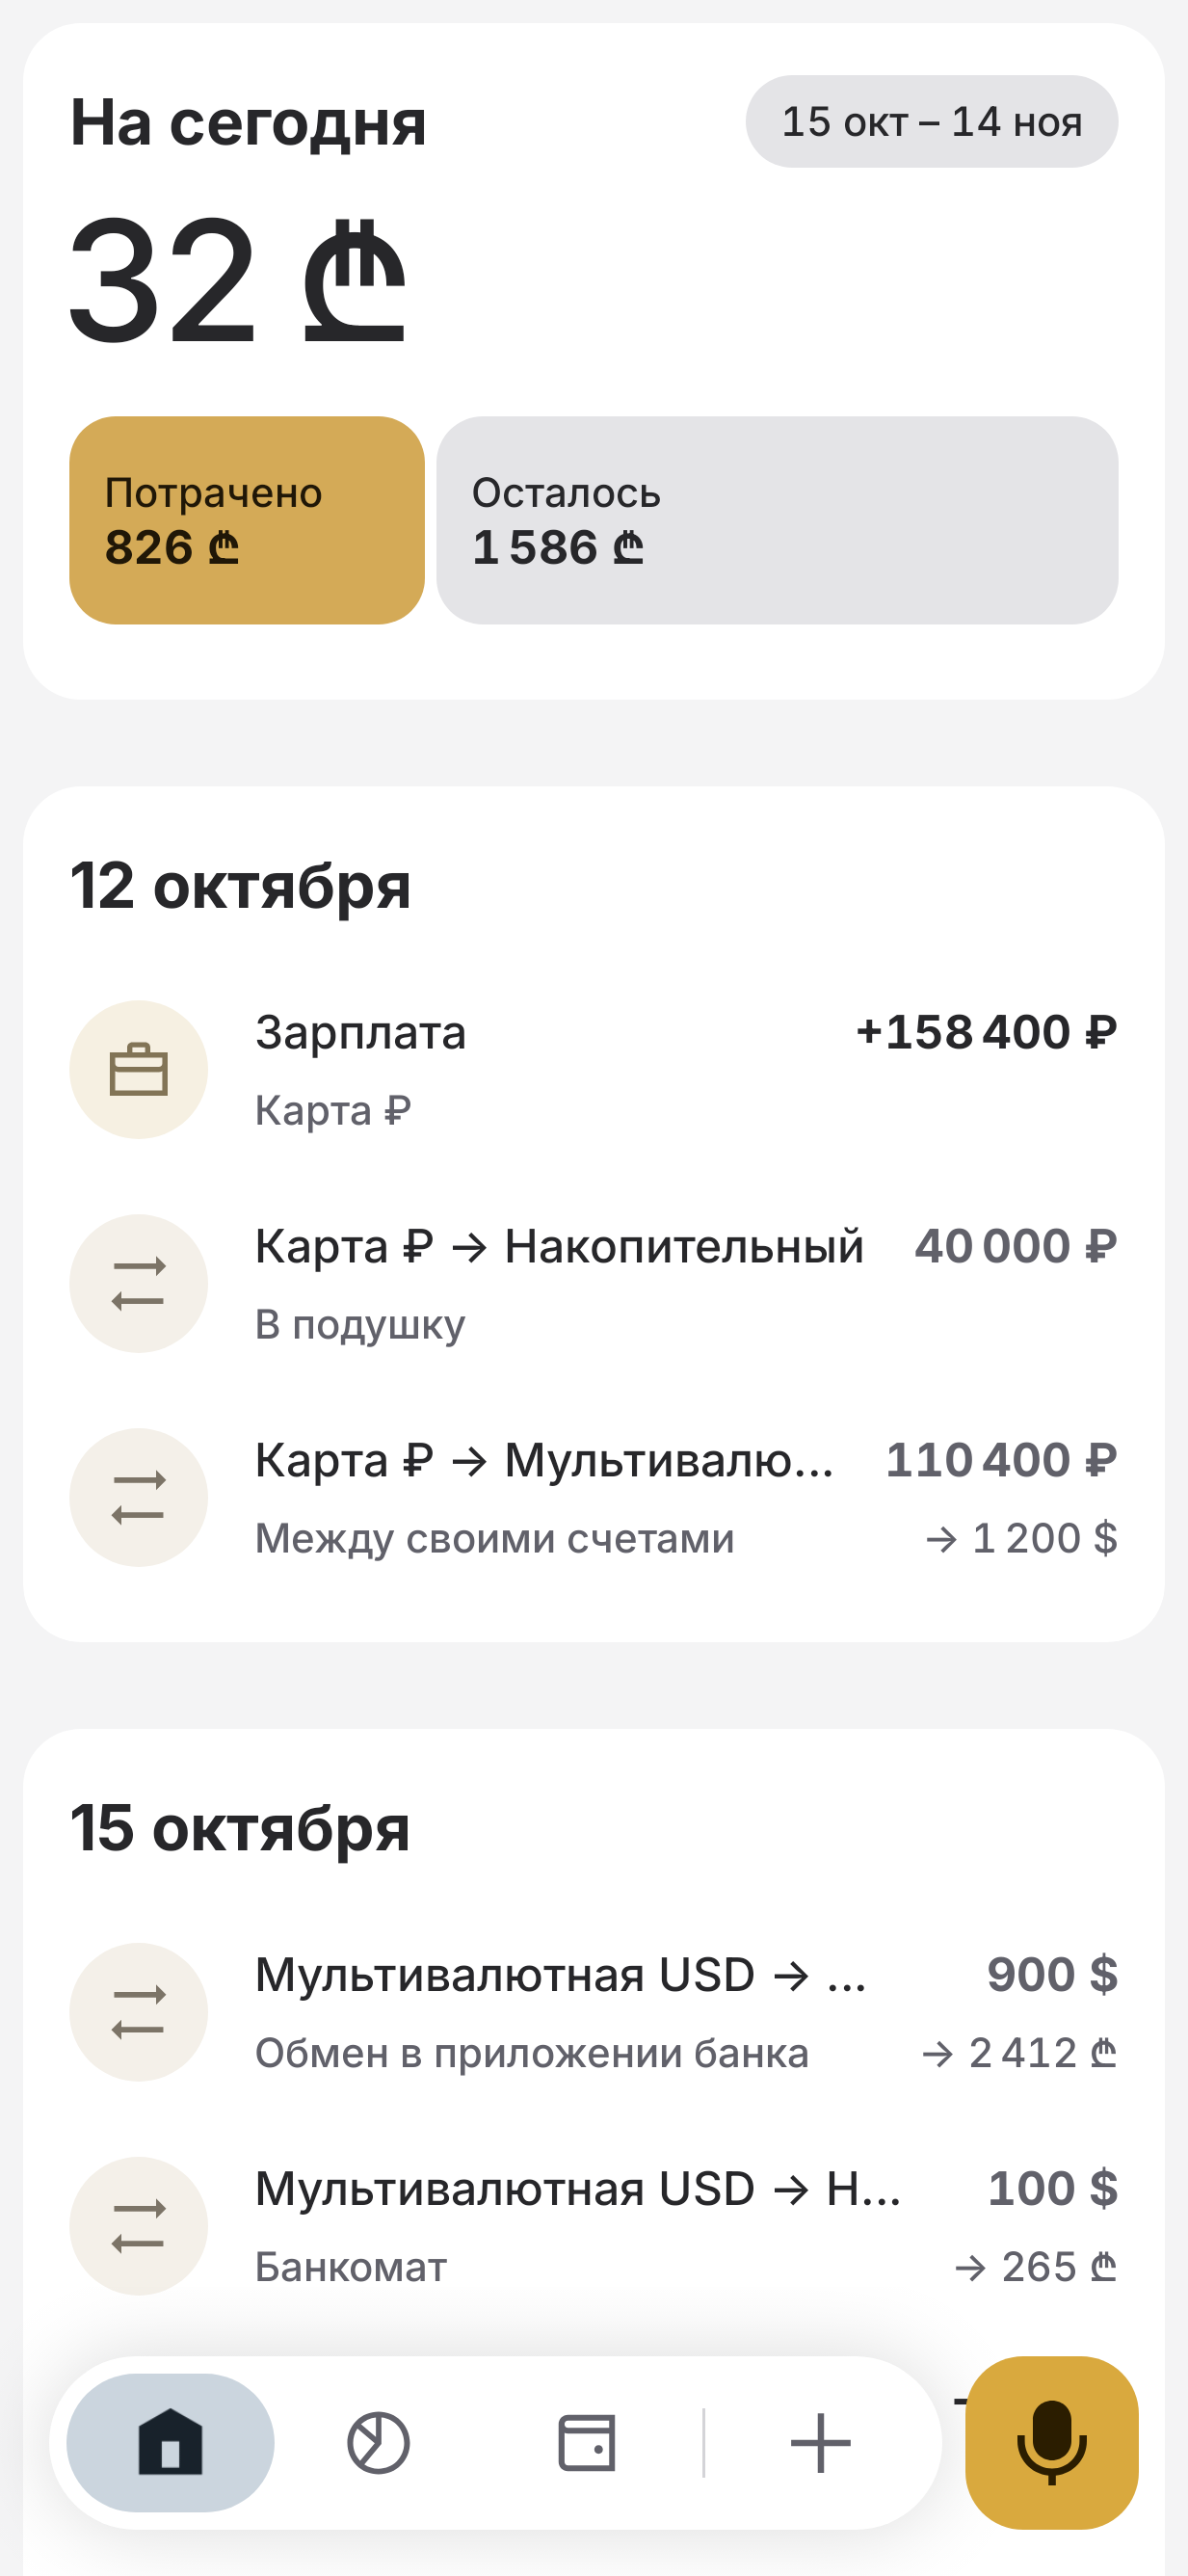 На сегодня
15 окт – 14 ноя
32 ₾
Потрачено
826 ₾
Осталось
1 586 ₾
12 октября
Зарплата
+158 400 ₽
Карта ₽
Карта ₽ → Накопительный
40 000 ₽
В подушку
Карта ₽ → Мультивалю...
110 400 ₽
Между своими счетами
→ 1 200 $
15 октября
Мультивалютная USD → ...
900 $
Обмен в приложении банка
→ 2 412 ₾
Мультивалютная USD → Н...
100 $
Банкомат
→ 265 ₾